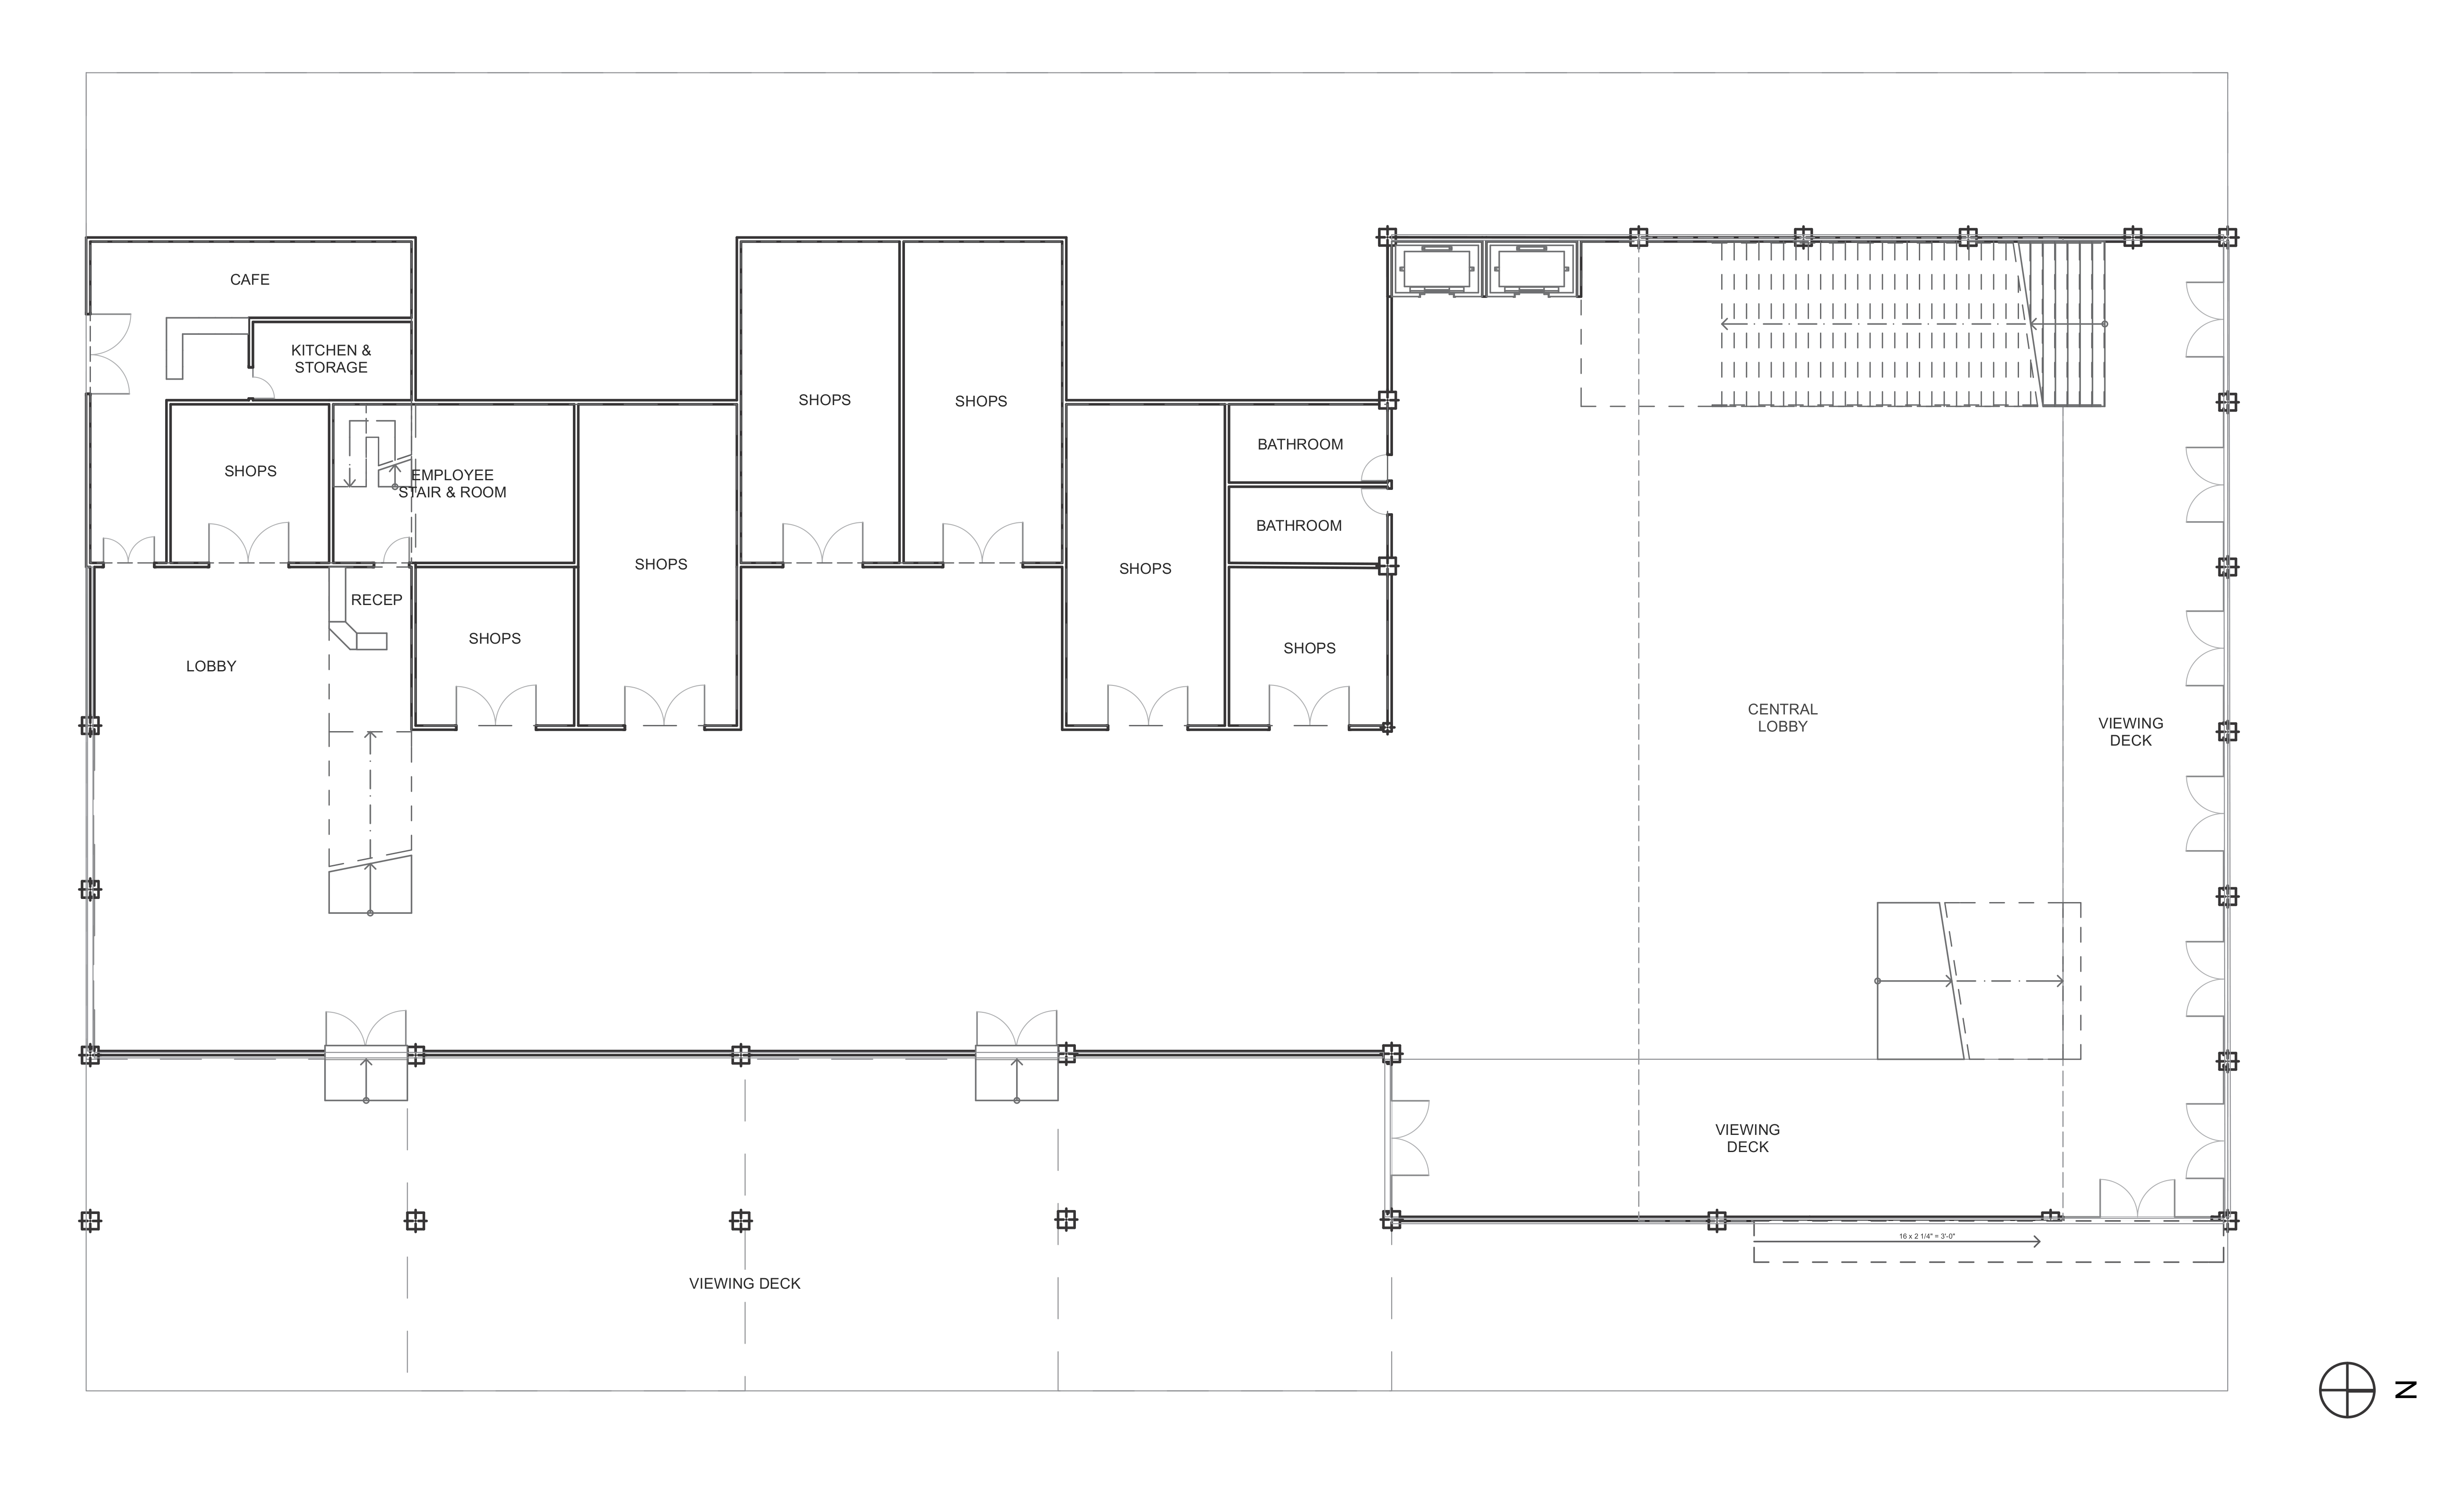 CAFE
KITCHEN &
STORAGE
SHOPS
SHOPS
BATHROOM
SHOPS
EMPLOYEE
STAIR & ROOM
BATHROOM
SHOPS
SHOPS
RECEP
SHOPS
SHOPS
LOBBY
CENTRAL
LOBBY
VIEWING
DECK
VIEWING
DECK
16 x 2 1/4" = 3'-0"
VIEWING DECK
N